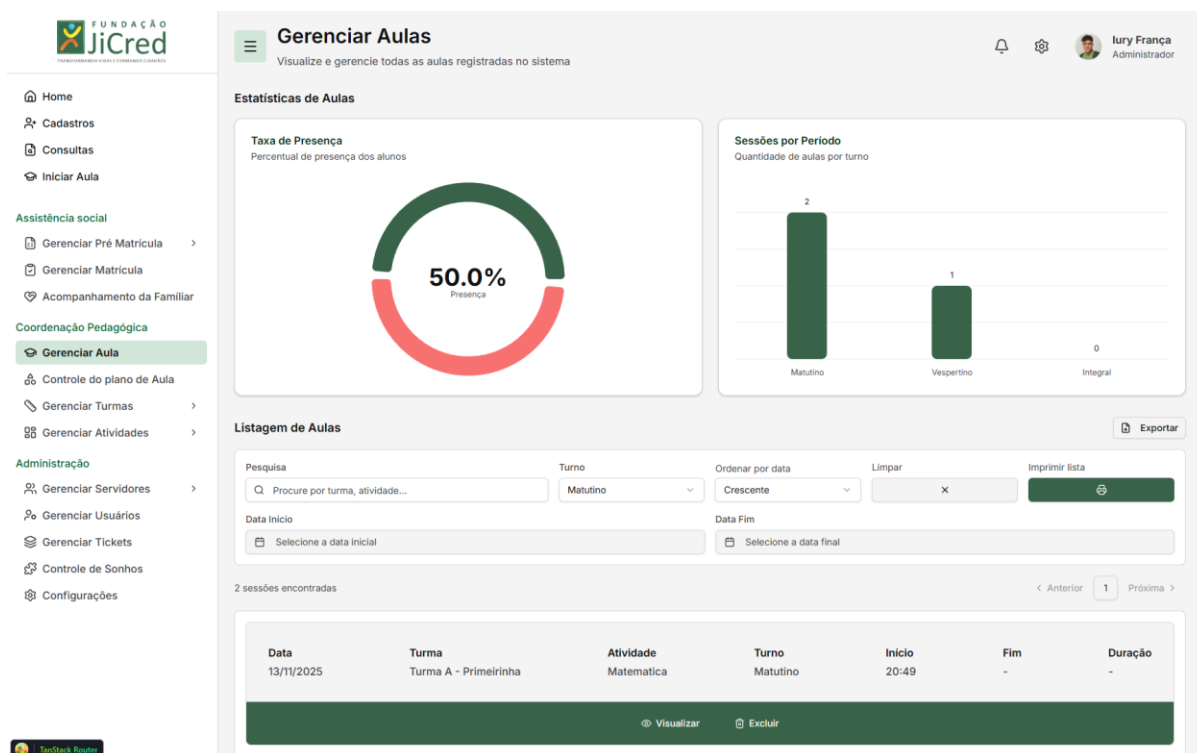 FUNDAÇÃO
JiCred
TRANSFORMANDO VIDAS E FORMANDO CIDADÃOS
Home
Cadastros
Consultas
Iniciar Aula
Assistência social
Gerenciar Pré Matrícula
Gerenciar Matrícula
Acompanhamento da Famíliar
Coordenação Pedagógica
Gerenciar Aula
Controle do plano de Aula
Gerenciar Turmas
Gerenciar Atividades
Administração
Gerenciar Servidores
Gerenciar Usuários
Gerenciar Tickets
Controle de Sonhos
Configurações
TanStack Router
Gerenciar Aulas
Visualize e gerencie todas as aulas registradas no sistema
Iury França
Administrador
Estatísticas de Aulas
Taxa de Presença
Percentual de presença dos alunos
50.0%
Presença
Sessões por Período
Quantidade de aulas por turno
2
1
0
Matutino Vespertino Integral
Listagem de Aulas
Exportar
Pesquisa Turno Ordenar por data Limpar Imprimir lista
Procure por turma, atividade... Matutino Crescente
Data Início Data Fim
Selecione a data inicial Selecione a data final
2 sessões encontradas
< Anterior 1 Próxima >
Data Turma Atividade Turno Início Fim Duração
13/11/2025 Turma A - Primeirinha Matematica Matutino 20:49 - -
Visualizar Excluir